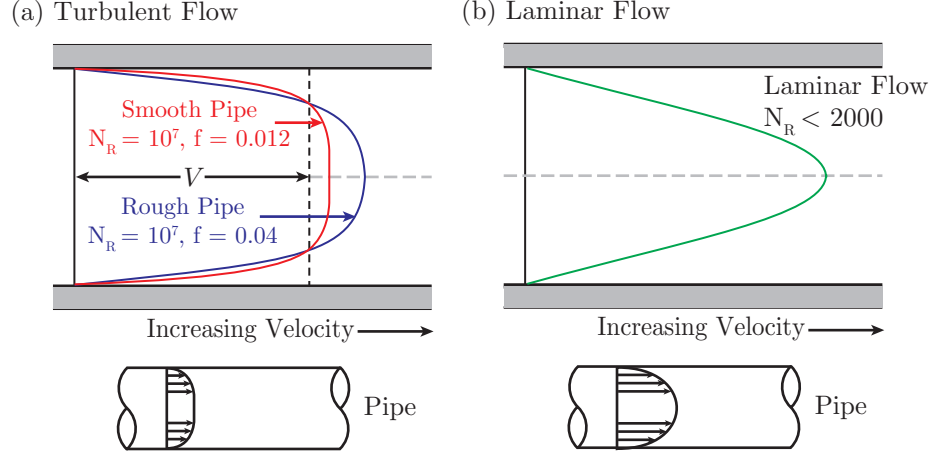 (a) Turbulent Flow
Smooth Pipe
N_R = 10^7, f = 0.012
V
Rough Pipe
N_R = 10^7, f = 0.04
Increasing Velocity
Pipe
(b) Laminar Flow
Laminar Flow
N_R < 2000
Increasing Velocity
Pipe